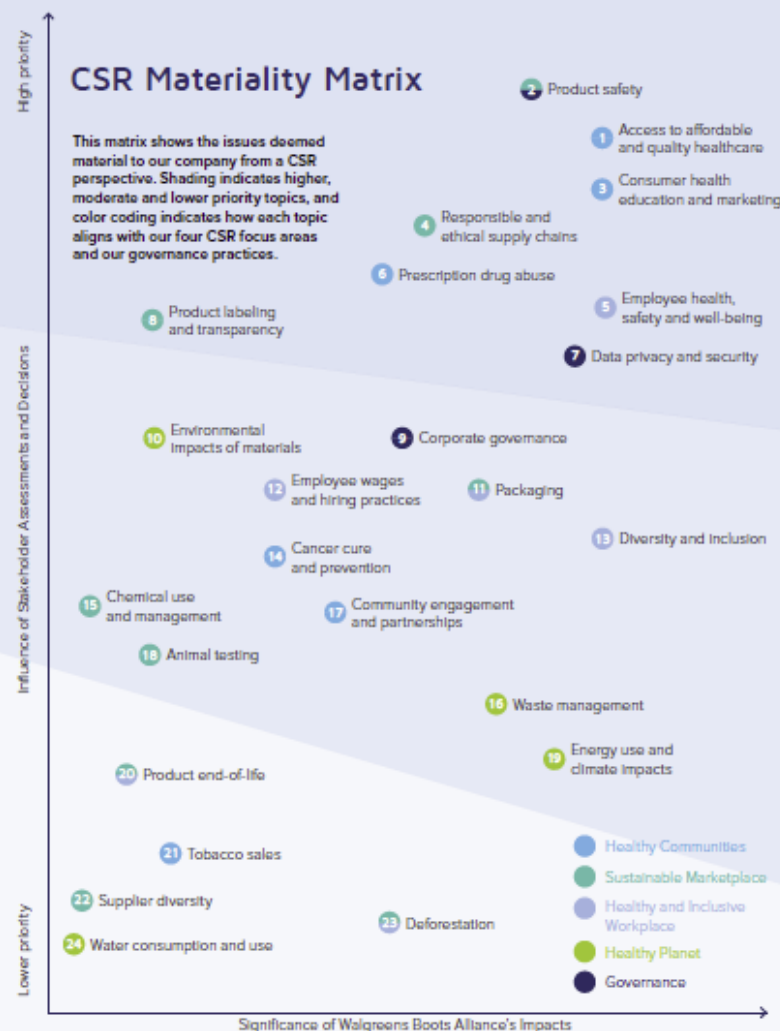 High priority
CSR Materiality Matrix
This matrix shows the issues deemed
material to our company from a CSR
perspective. Shading indicates higher,
moderate and lower priority topics, and
color coding indicates how each topic
aligns with our four CSR focus areas
and our governance practices.
2 Product safety
1 Access to affordable
and quality healthcare
3 Consumer health
education and marketing
4 Responsible and
ethical supply chains
6 Prescription drug abuse
5 Employee health,
safety and well-being
8 Product labeling
and transparency
7 Data privacy and security
Influence of Stakeholder Assessments and Decisions
10 Environmental
impacts of materials
9 Corporate governance
12 Employee wages
and hiring practices
11 Packaging
13 Diversity and inclusion
14 Cancer cure
and prevention
15 Chemical use
and management
17 Community engagement
and partnerships
18 Animal testing
16 Waste management
19 Energy use and
climate impacts
20 Product end-of-life
21 Tobacco sales
22 Supplier diversity
23 Deforestation
24 Water consumption and use
Healthy Communities
Sustainable Marketplace
Healthy and Inclusive
Workplace
Healthy Planet
Governance
Lower priority
Significance of Walgreens Boots Alliance's Impacts